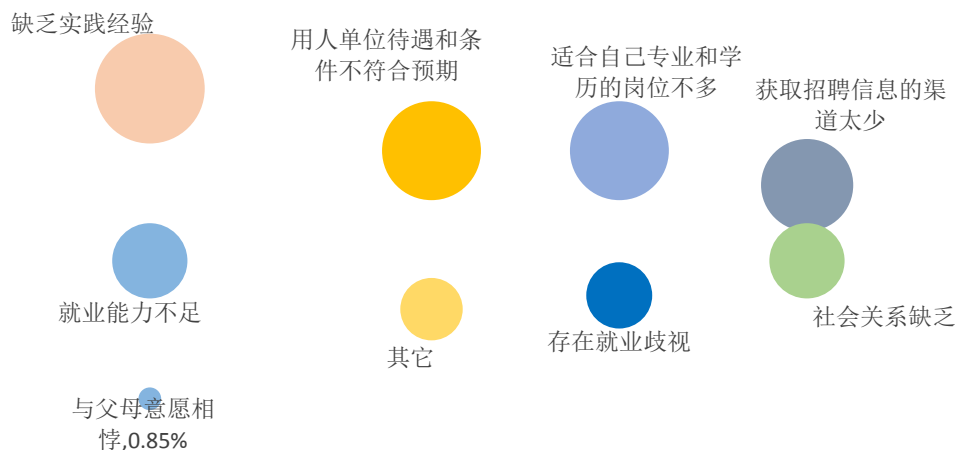 缺乏实践经验
用人单位待遇和条
件不符合预期
适合自己专业和学
历的岗位不多
获取招聘信息的渠
道太少
就业能力不足
其它
存在就业歧视
社会关系缺乏
与父母意愿相
悖,0.85%